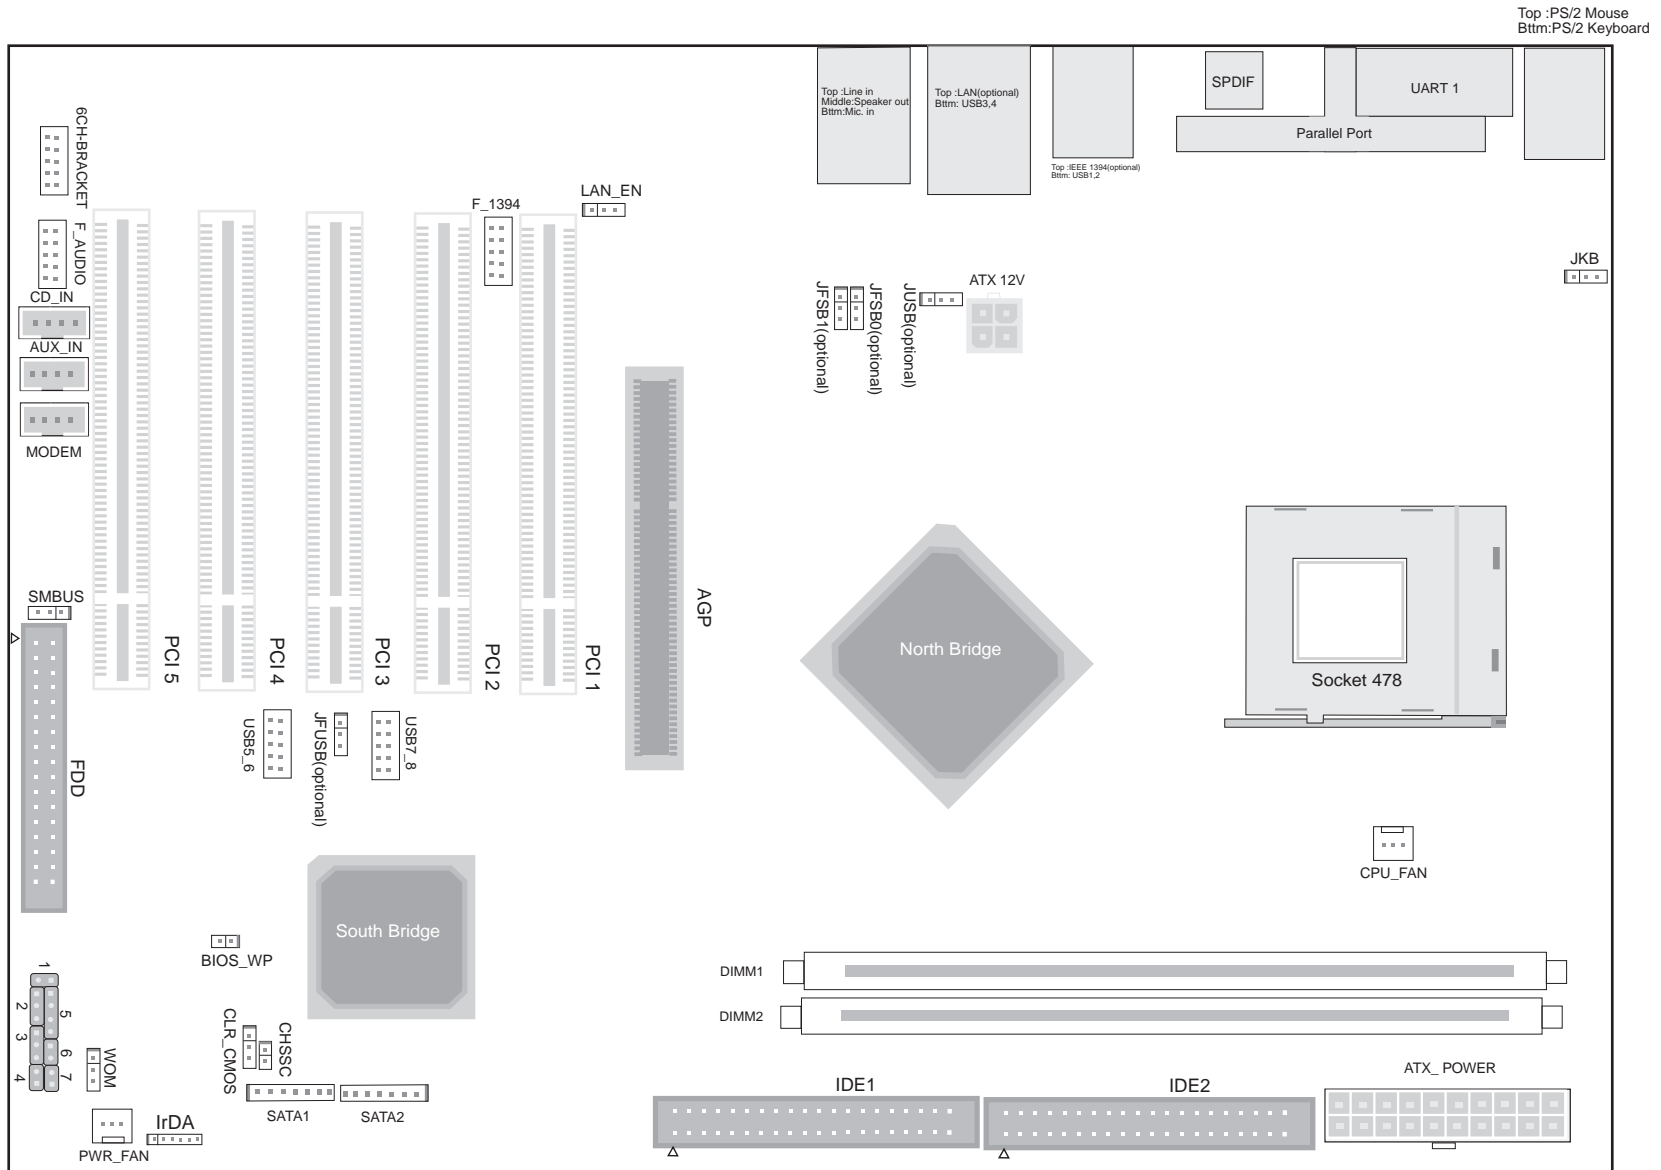 Top :PS/2 Mouse
Bttm:PS/2 Keyboard
Top :Line in
Middle:Speaker out
Bttm:Mic. in
Top :LAN(optional)
Bttm: USB3,4
Top :IEEE 1394(optional)
Bttm: USB1,2
SPDIF
UART 1
Parallel Port
6CH-BRACKET
F_AUDIO
CD_IN
AUX_IN
MODEM
F_1394
LAN_EN
JKB
JFSB1(optional)
JFSB0(optional)
JUSB(optional)
ATX 12V
SMBUS
PCI 5
PCI 4
PCI 3
PCI 2
PCI 1
AGP
North Bridge
Socket 478
FDD
USB5_6
JFUSB(optional)
USB7_8
CPU_FAN
South Bridge
BIOS_WP
DIMM1
DIMM2
1
2
5
3
6
4
7
WOM
CLR_CMOS
CHSSC
SATA1
SATA2
IrDA
PWR_FAN
IDE1
IDE2
ATX_ POWER